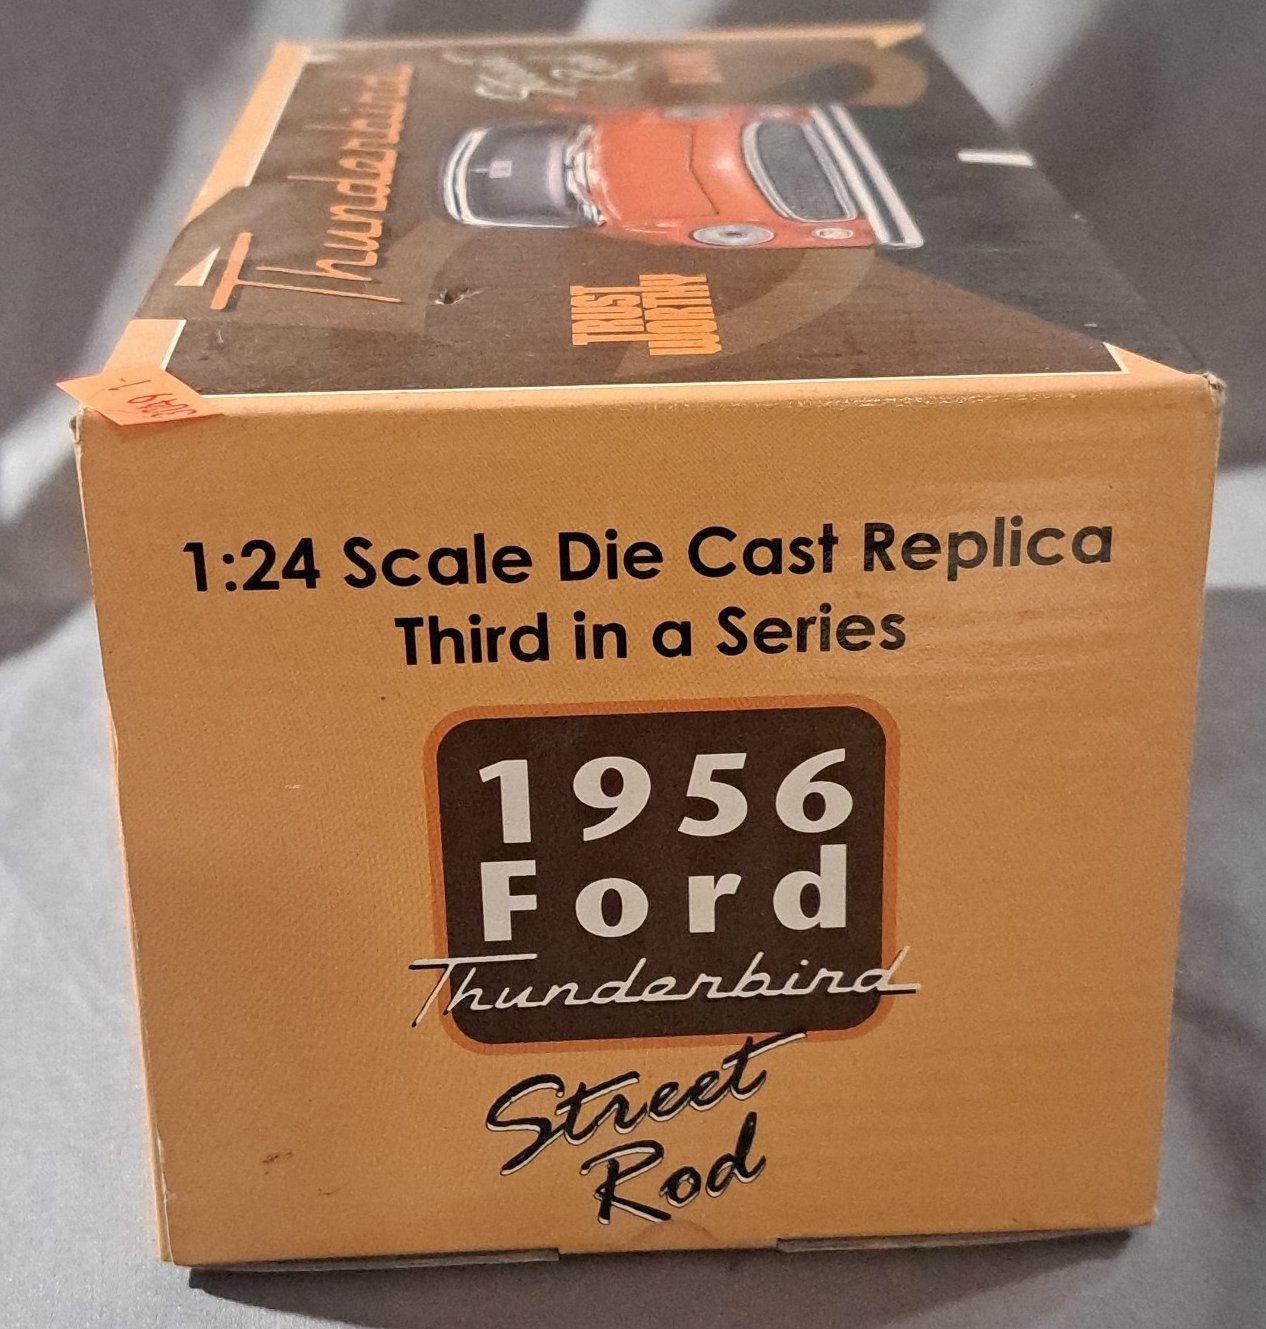 Thunderbird
TRUST
WORTHY
1:24 Scale Die Cast Replica
Third in a Series
1956
Ford
Thunderbird
Street
Rod